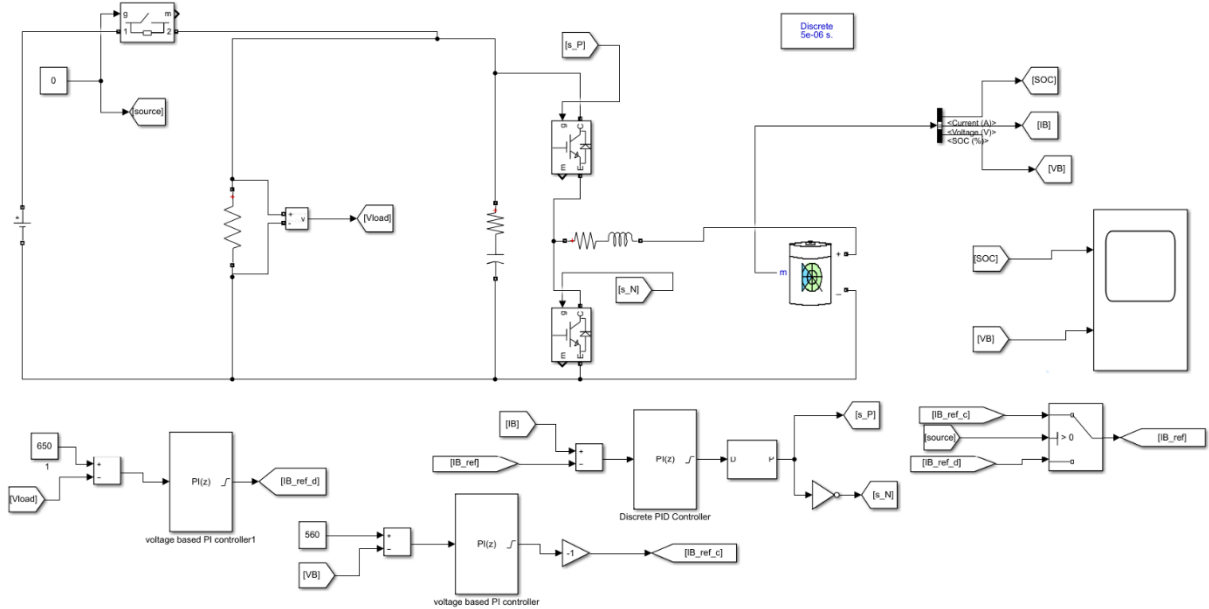 g
m
1
2
0
[source]
[s_P]
Discrete
5e-06 s.
[SOC]
<Current (A)>
[IB]
<Voltage (V)>
<SOC (%)>
[VB]
g
C
m
E
+
-
v
[Vload]
[s_N]
m
+
_
g
C
m
E
[SOC]
[VB]
650
1
+
-
[Vload]
PI(z)
[IB_ref_d]
voltage based PI controller1
[IB]
[IB_ref]
+
-
PI(z)
Discrete PID Controller
D
P
[s_P]
[s_N]
[IB_ref_c]
[source]
> 0
[IB_ref_d]
[IB_ref]
560
[VB]
+
-
PI(z)
voltage based PI controller
-1
[IB_ref_c]